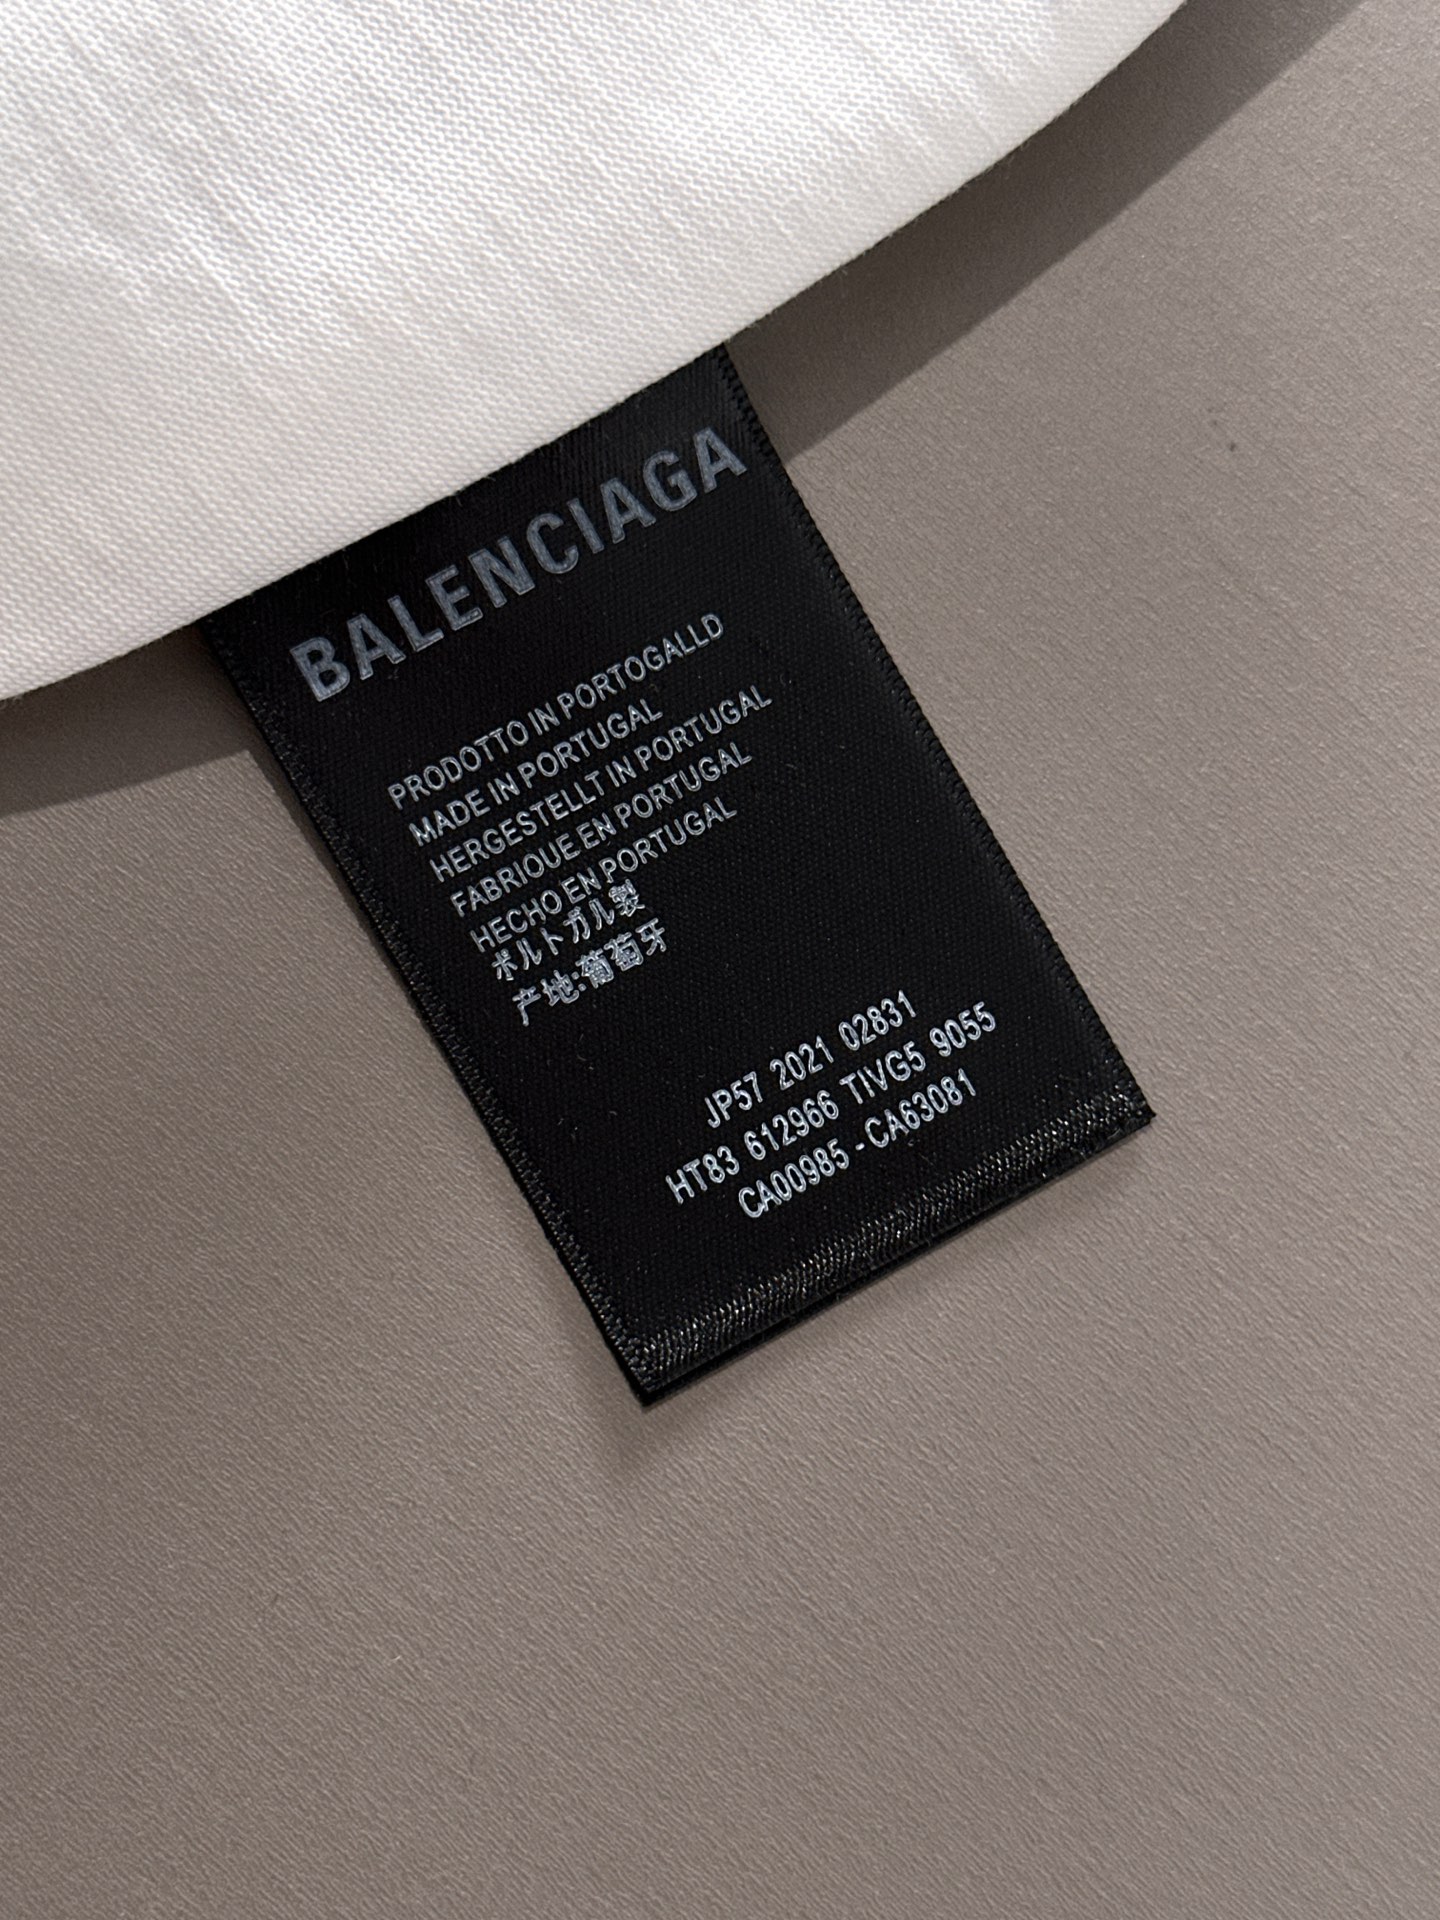 BALENCIAGA
PRODOTTO IN PORTOGALLD
MADE IN PORTUGAL
HERGESTELLT IN PORTUGAL
FABRIOUE EN PORTUGAL
HECHO EN PORTUGAL
ポルトガル製
产地:葡萄牙
JP57 2021 02831
HT83 612966 TIVG5 9055
CA00985 - CA63081